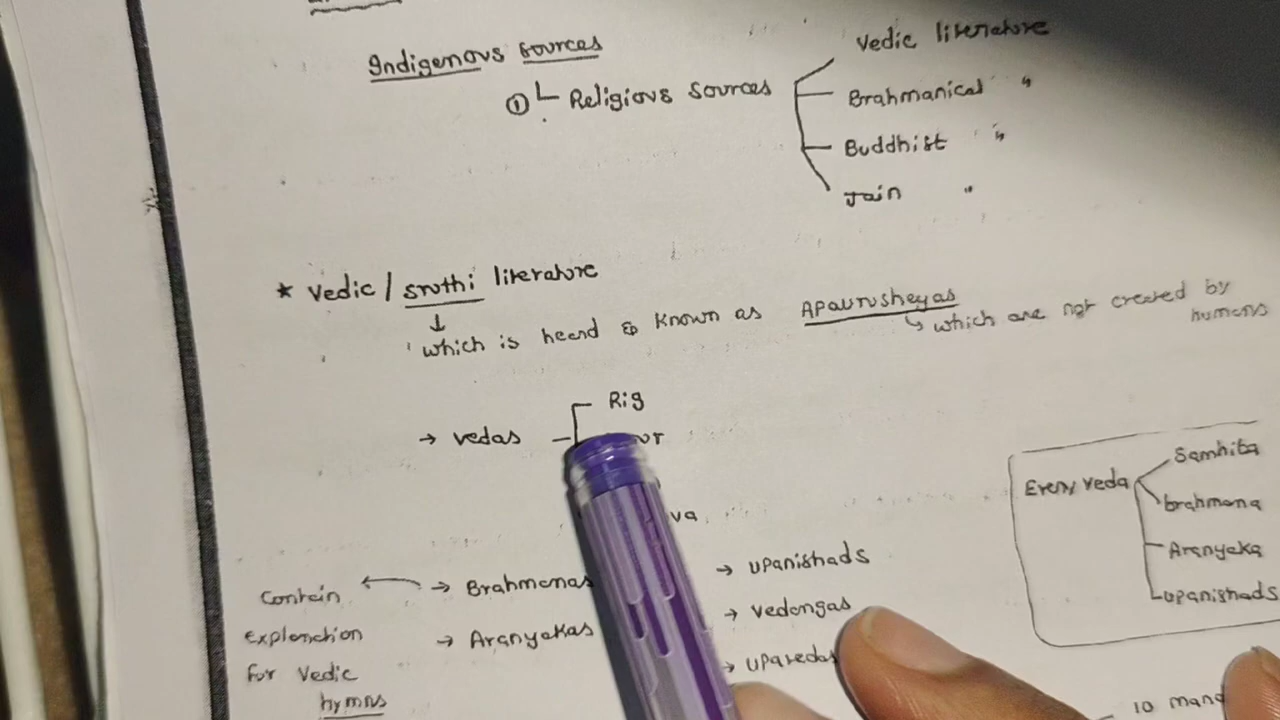 Indigenous sources
① Religious sources
Vedic literature
Brahmanical "
Buddhist "
Jain "
* Vedic / sruthi literature
which is heard & known as Apaurusheyas
which are not created by
humans
→ vedas
Rig
va
→ Brahmanas
→ Aranyakas
contain
explanation
for vedic
hymns
→ upanishads
→ vedangas
→ upavedas
Every veda
Samhita
brahmana
Aranyaka
upanishads
10